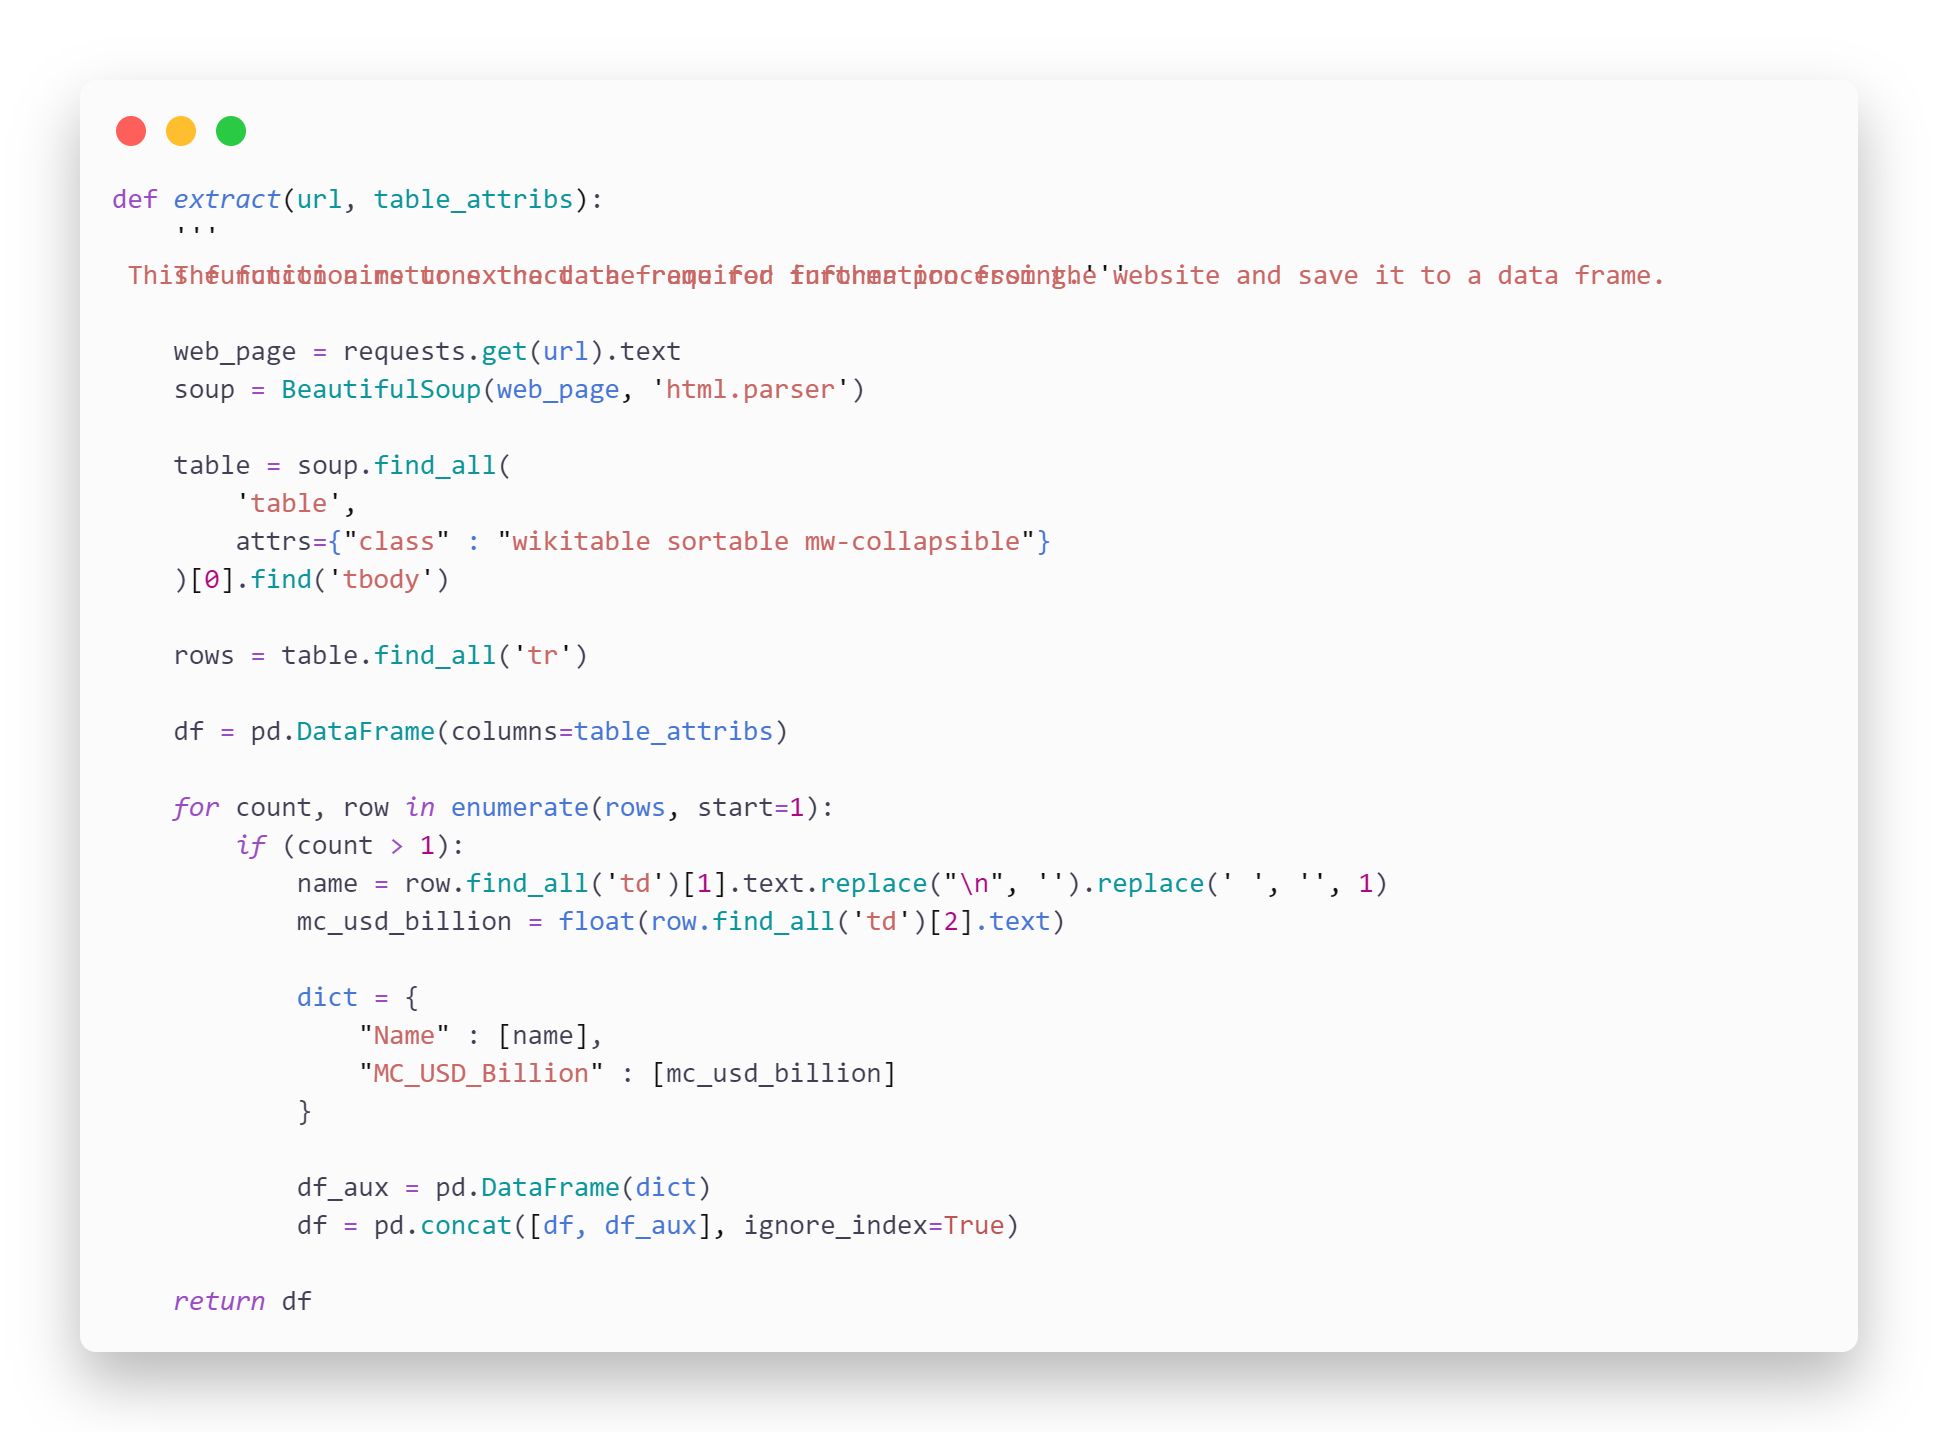 def extract(url, table_attribs):
'''
This function aims to extract the required information from the website and save it to a data frame.
The function returns the data frame for further processing.'''
web_page = requests.get(url).text
soup = BeautifulSoup(web_page, 'html.parser')
table = soup.find_all(
'table',
attrs={"class" : "wikitable sortable mw-collapsible"}
)[0].find('tbody')
rows = table.find_all('tr')
df = pd.DataFrame(columns=table_attribs)
for count, row in enumerate(rows, start=1):
if (count > 1):
name = row.find_all('td')[1].text.replace("\n", '').replace(' ', '', 1)
mc_usd_billion = float(row.find_all('td')[2].text)
dict = {
"Name" : [name],
"MC_USD_Billion" : [mc_usd_billion]
}
df_aux = pd.DataFrame(dict)
df = pd.concat([df, df_aux], ignore_index=True)
return df